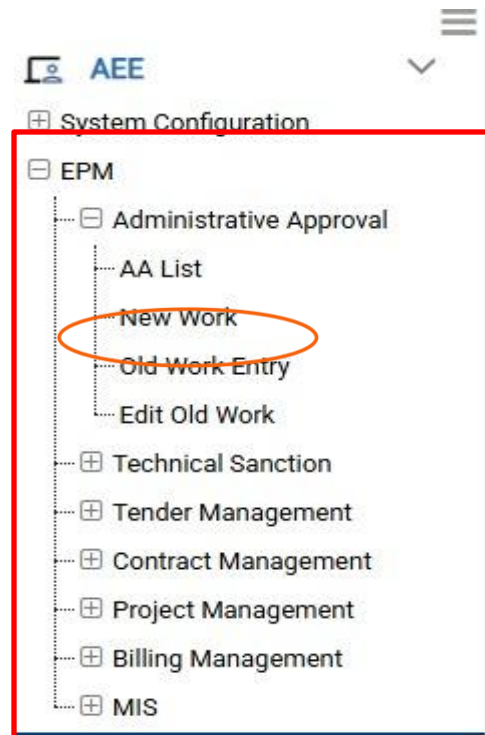 AEE
System Configuration
EPM
Administrative Approval
AA List
New Work
Old Work Entry
Edit Old Work
Technical Sanction
Tender Management
Contract Management
Project Management
Billing Management
MIS